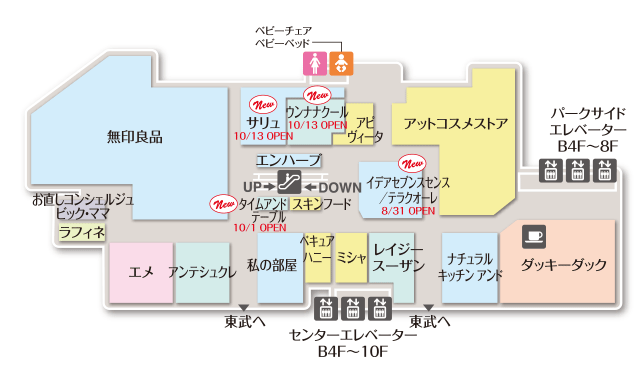 ベビーチェア
ベビーベッド
無印良品
New
サリュ
10/13 OPEN
New
ウンナナクール
10/13 OPEN
アビ
ヴィータ
アットコスメストア
パークサイド
エレベーター
B4F～8F
エンハーブ
UP
DOWN
New
イデアセブンスセンス
/テラクオーレ
8/31 OPEN
お直しコンシェルジュ
ビック・ママ
ラフィネ
New
タイムアンド
テーブル
10/1 OPEN
スキンフード
エメ
アンテシュクレ
私の部屋
ベキュア
ハニー
ミシャ
レイジー
スーザン
ナチュラル
キッチン アンド
ダッキーダック
東武へ
東武へ
センターエレベーター
B4F～10F